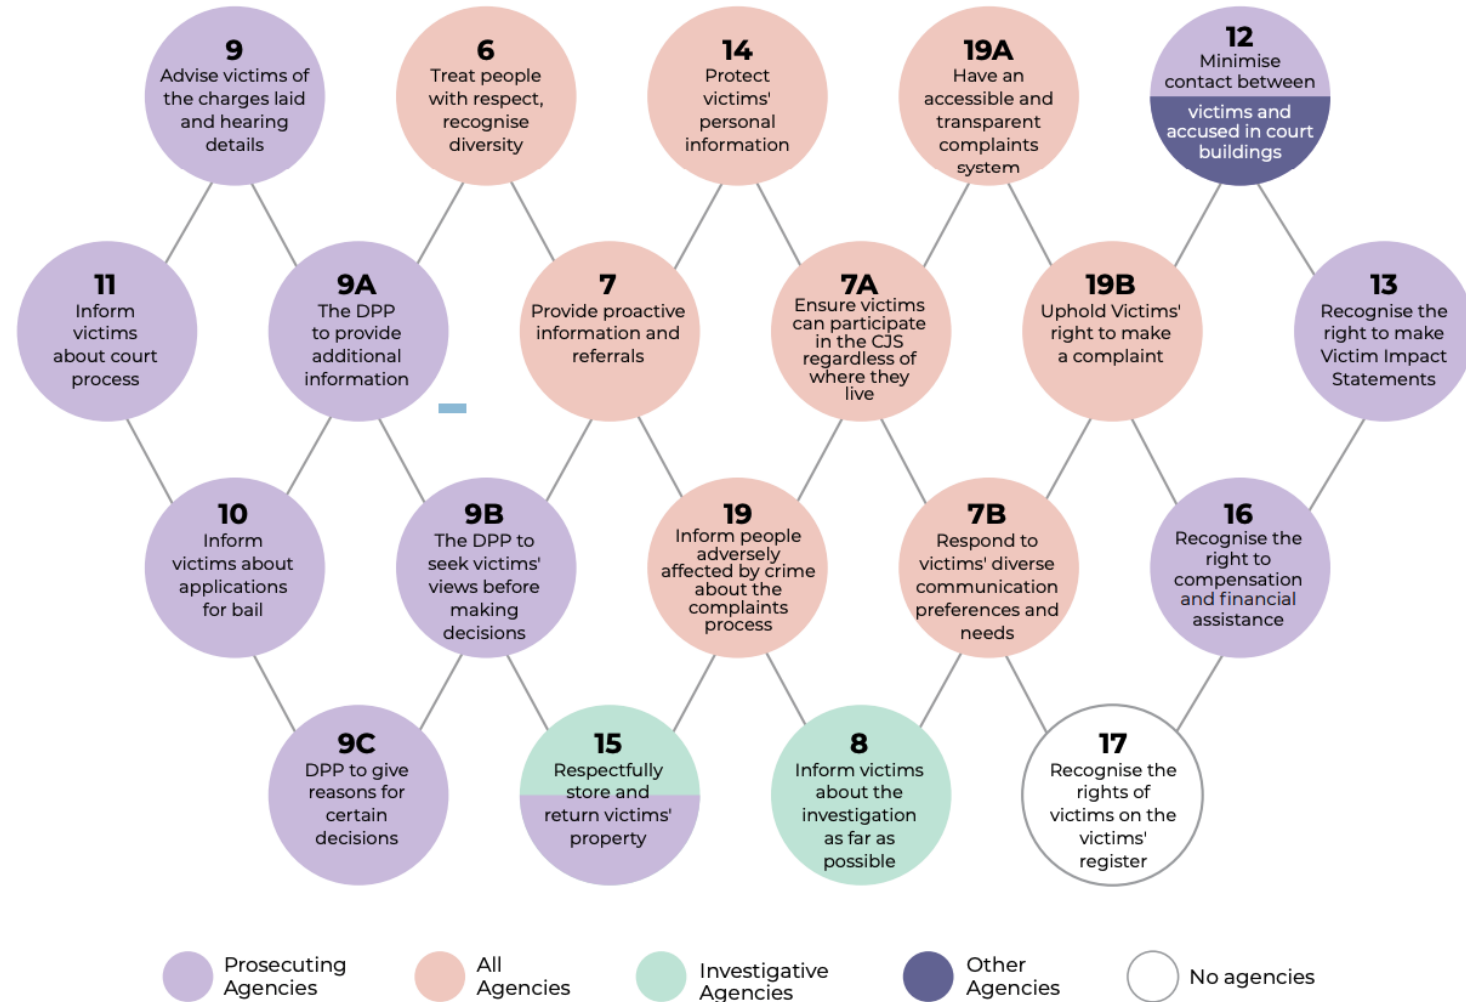 9
Advise victims of
the charges laid
and hearing
details
6
Treat people
with respect,
recognise
diversity
14
Protect
victims'
personal
information
19A
Have an
accessible and
transparent
complaints
system
12
Minimise
contact between
victims and
accused in court
buildings
11
Inform
victims
about court
process
9A
The DPP
to provide
additional
information
7
Provide proactive
information and
referrals
7A
Ensure victims
can participate
in the CJS
regardless of
where they
live
19B
Uphold Victims'
right to make
a complaint
13
Recognise the
right to make
Victim Impact
Statements
10
Inform
victims about
applications
for bail
9B
The DPP to
seek victims'
views before
making
decisions
19
Inform people
adversely
affected by crime
about the
complaints
process
7B
Respond to
victims' diverse
communication
preferences and
needs
16
Recognise the
right to
compensation
and financial
assistance
9C
DPP to give
reasons for
certain
decisions
15
Respectfully
store and
return victims'
property
8
Inform victims
about the
investigation
as far as
possible
17
Recognise the
rights of
victims on the
victims'
register
Prosecuting
Agencies
All
Agencies
Investigative
Agencies
Other
Agencies
No agencies